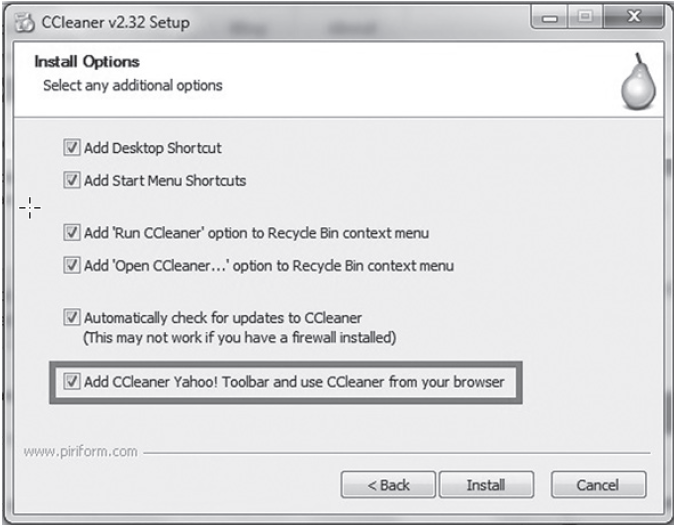 CCleaner v2.32 Setup
Install Options
Select any additional options
Add Desktop Shortcut
Add Start Menu Shortcuts
Add 'Run CCleaner' option to Recycle Bin context menu
Add 'Open CCleaner...' option to Recycle Bin context menu
Automatically check for updates to CCleaner
(This may not work if you have a firewall installed)
Add CCleaner Yahoo! Toolbar and use CCleaner from your browser
www.piriform.com
< Back Install Cancel